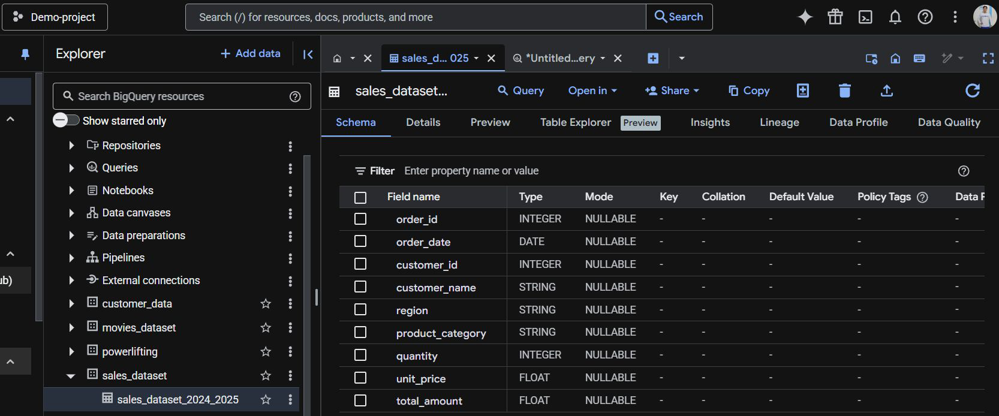 Demo-project
Search (/) for resources, docs, products, and more
Search
Explorer
+ Add data
sales_d... 025
*Untitled...ery
Search BigQuery resources
sales_dataset...
Query
Open in
Share
Copy
Show starred only
Schema
Details
Preview
Table Explorer
Preview
Insights
Lineage
Data Profile
Data Quality
Repositories
Queries
Notebooks
Data canvases
Data preparations
Pipelines
External connections
ub)
customer_data
movies_dataset
powerlifting
sales_dataset
sales_dataset_2024_2025
Filter Enter property name or value
Field name Type Mode Key Collation Default Value Policy Tags Data P
order_id INTEGER NULLABLE - - - - -
order_date DATE NULLABLE - - - - -
customer_id INTEGER NULLABLE - - - - -
customer_name STRING NULLABLE - - - - -
region STRING NULLABLE - - - - -
product_category STRING NULLABLE - - - - -
quantity INTEGER NULLABLE - - - - -
unit_price FLOAT NULLABLE - - - - -
total_amount FLOAT NULLABLE - - - - -